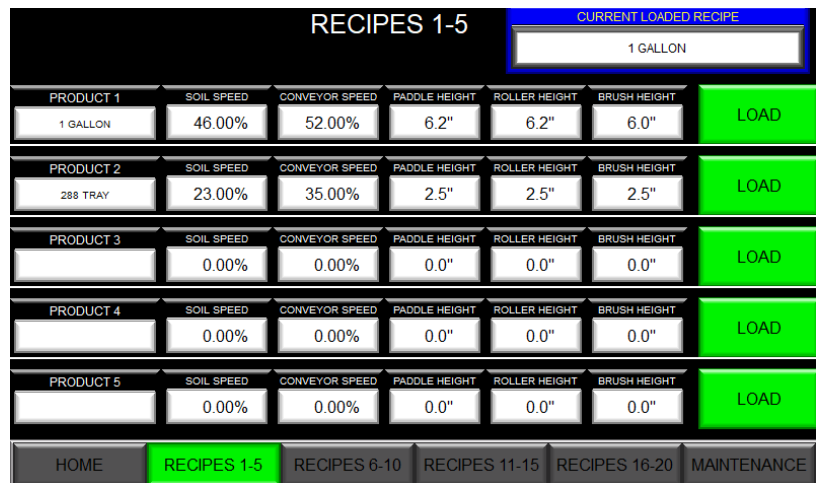 RECIPES 1-5
CURRENT LOADED RECIPE
1 GALLON
PRODUCT 1 SOIL SPEED CONVEYOR SPEED PADDLE HEIGHT ROLLER HEIGHT BRUSH HEIGHT
1 GALLON 46.00% 52.00% 6.2" 6.2" 6.0" LOAD
PRODUCT 2 SOIL SPEED CONVEYOR SPEED PADDLE HEIGHT ROLLER HEIGHT BRUSH HEIGHT
288 TRAY 23.00% 35.00% 2.5" 2.5" 2.5" LOAD
PRODUCT 3 SOIL SPEED CONVEYOR SPEED PADDLE HEIGHT ROLLER HEIGHT BRUSH HEIGHT
0.00% 0.00% 0.0" 0.0" 0.0" LOAD
PRODUCT 4 SOIL SPEED CONVEYOR SPEED PADDLE HEIGHT ROLLER HEIGHT BRUSH HEIGHT
0.00% 0.00% 0.0" 0.0" 0.0" LOAD
PRODUCT 5 SOIL SPEED CONVEYOR SPEED PADDLE HEIGHT ROLLER HEIGHT BRUSH HEIGHT
0.00% 0.00% 0.0" 0.0" 0.0" LOAD
HOME RECIPES 1-5 RECIPES 6-10 RECIPES 11-15 RECIPES 16-20 MAINTENANCE